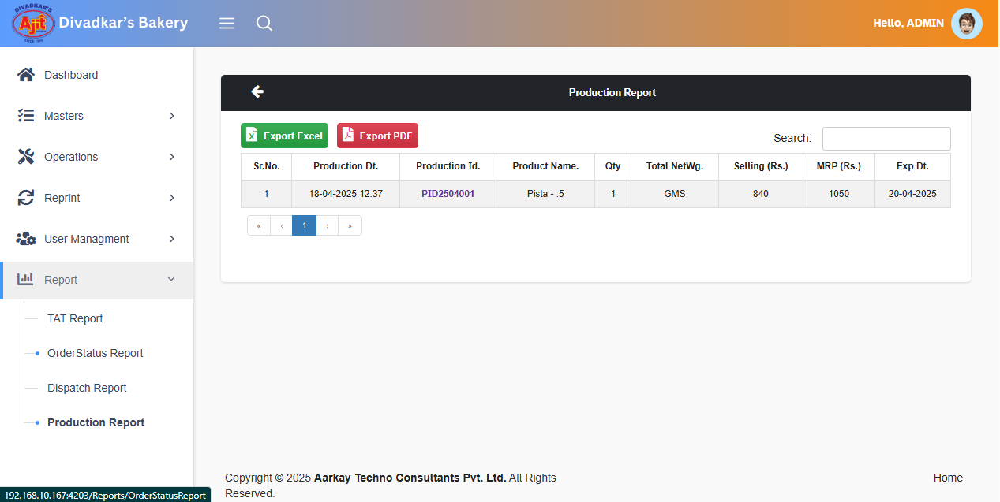 DIVADKAR'S
Ajit
SINCE 1940
Divadkar's Bakery
Hello, ADMIN
Dashboard
Masters
Operations
Reprint
User Managment
Report
TAT Report
OrderStatus Report
Dispatch Report
Production Report
Production Report
Export Excel Export PDF
Search:
Sr.No. Production Dt. Production Id. Product Name. Qty Total NetWg. Selling (Rs.) MRP (Rs.) Exp Dt.
1 18-04-2025 12:37 PID2504001 Pista - .5 1 GMS 840 1050 20-04-2025
« ‹ 1 › »
Copyright © 2025 Aarkay Techno Consultants Pvt. Ltd. All Rights
Reserved.
Home
192.168.10.167:4203/Reports/OrderStatusReport